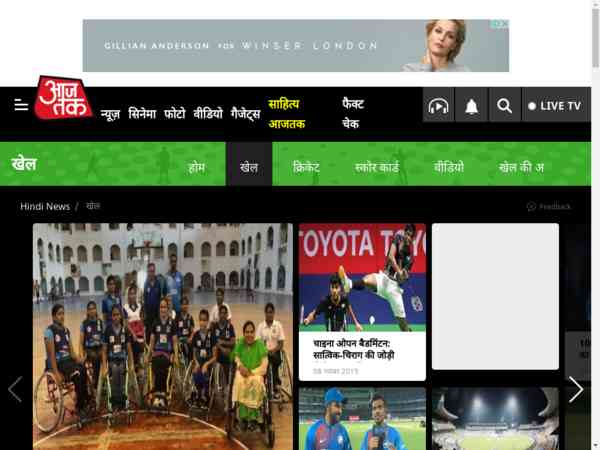 GILLIAN ANDERSON FOR WINSER LONDON
आज तक
न्यूज़ सिनेमा फोटो वीडियो गैजेट्स साहित्य आजतक फैक्ट चेक
LIVE TV
खेल
होम खेल क्रिकेट स्कोर कार्ड वीडियो खेल की अ
Hindi News / खेल
Feedback
TOYOTA
चाइना ओपन बैडमिंटन:
सात्विक-चिराग की जोड़ी
08 नवंबर 2019